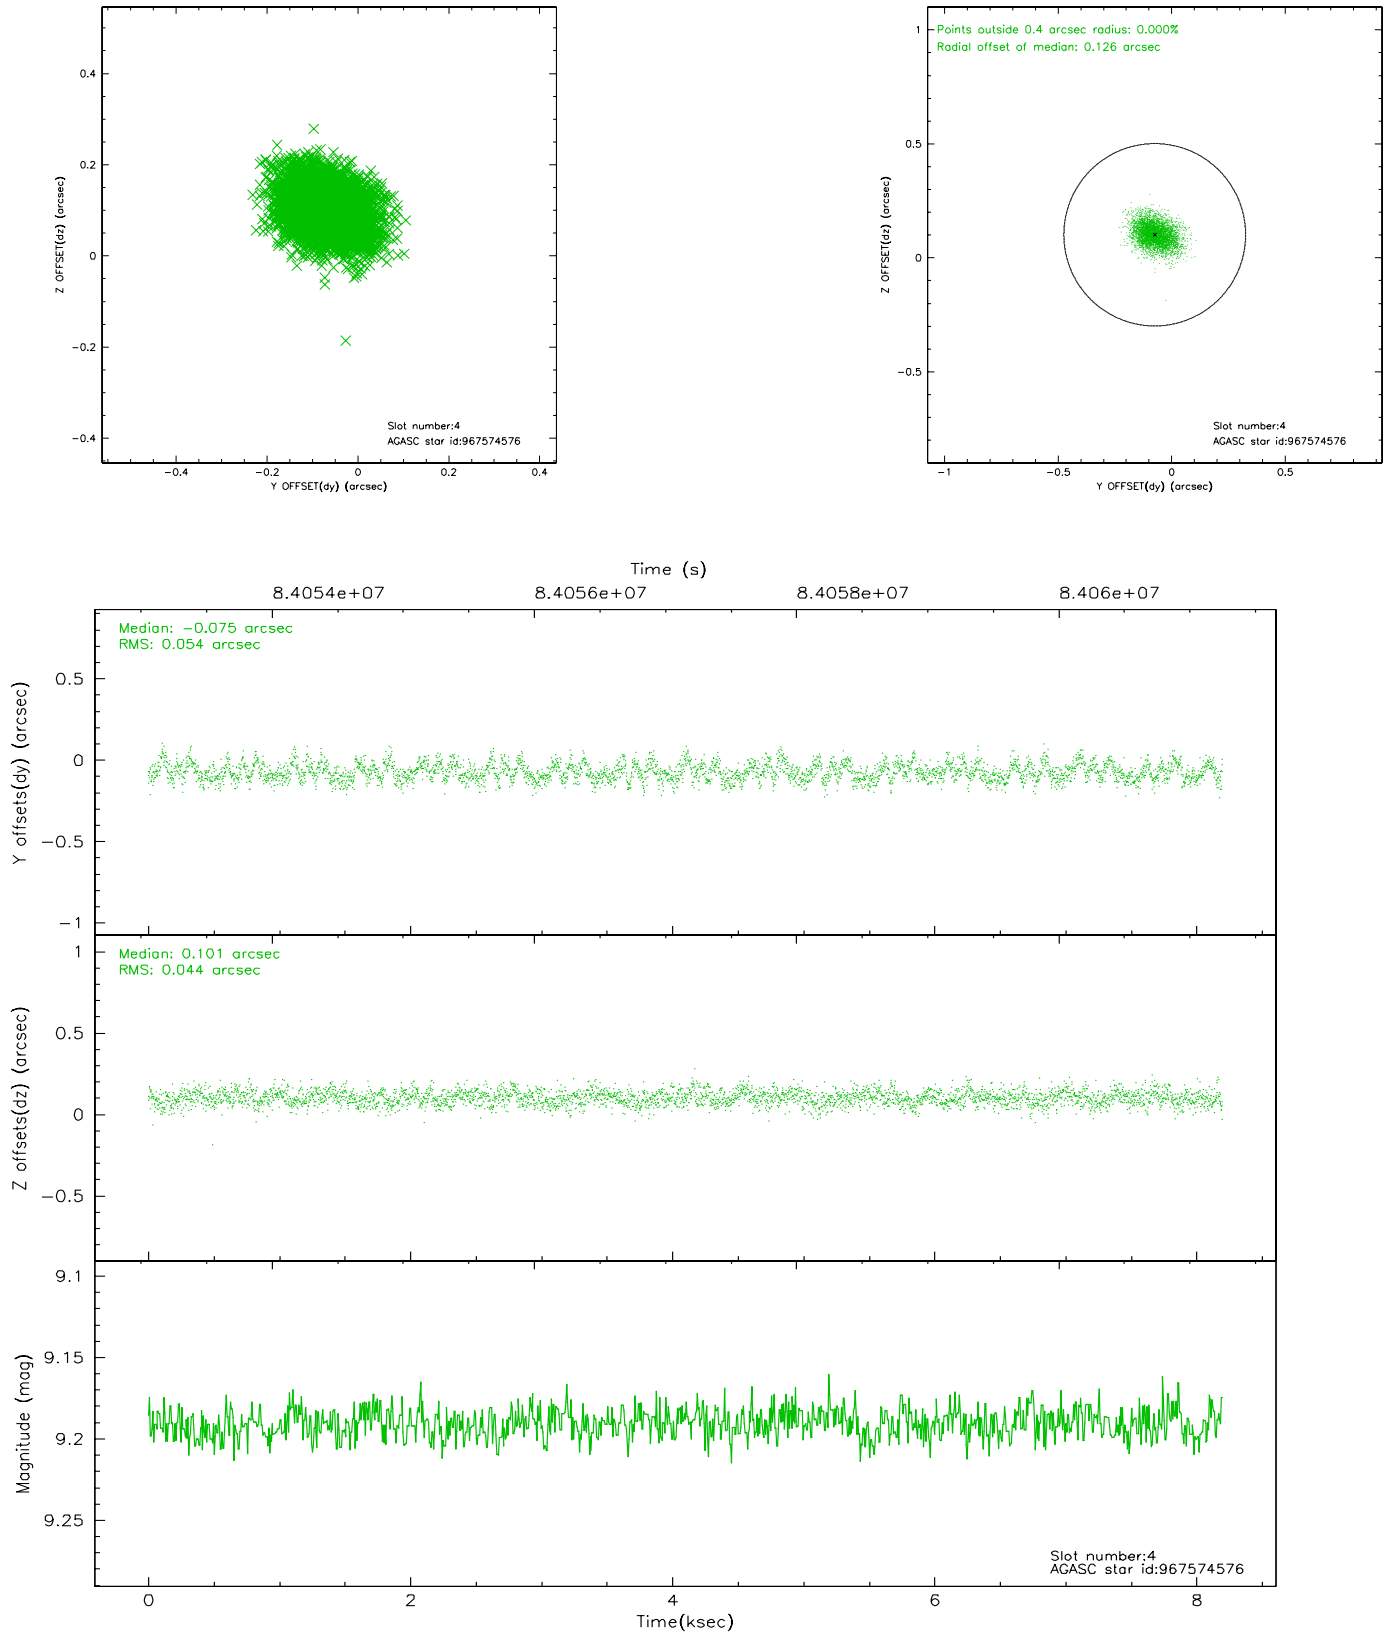 0.4
0.2
0
−0.2
−0.4
Z OFFSET(dz) (arcsec)
−0.4
−0.2
0
0.2
0.4
Y OFFSET(dy) (arcsec)
Slot number:4
AGASC star id:967574576
Points outside 0.4 arcsec radius: 0.000%
Radial offset of median: 0.126 arcsec
1
0.5
0
−0.5
Z OFFSET(dz) (arcsec)
−1
−0.5
0
0.5
Y OFFSET(dy) (arcsec)
Slot number:4
AGASC star id:967574576
Time (s)
8.4054e+07
8.4056e+07
8.4058e+07
8.406e+07
Median: −0.075 arcsec
RMS: 0.054 arcsec
0.5
0
−0.5
−1
Y offsets(dy) (arcsec)
Median: 0.101 arcsec
RMS: 0.044 arcsec
1
0.5
0
−0.5
Z offsets(dz) (arcsec)
9.1
9.15
9.2
9.25
Magnitude (mag)
Slot number:4
AGASC star id:967574576
0
2
4
6
8
Time(ksec)